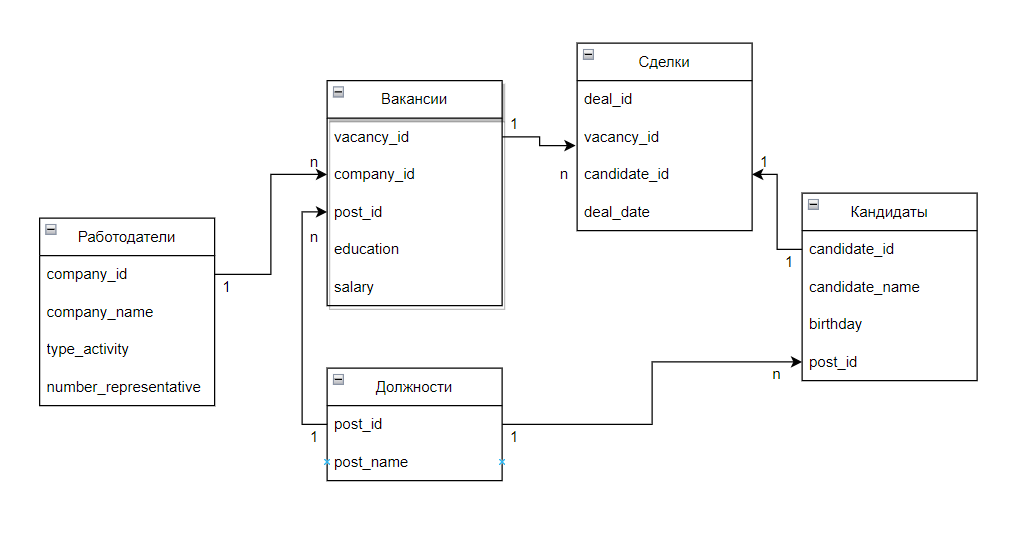 Сделки
deal_id
vacancy_id
candidate_id
deal_date
Вакансии
vacancy_id
company_id
post_id
education
salary
1
n
1
1
n
n
Работодатели
company_id
company_name
type_activity
number_representative
1
Кандидаты
candidate_id
candidate_name
birthday
post_id
n
Должности
post_id
post_name
1
1